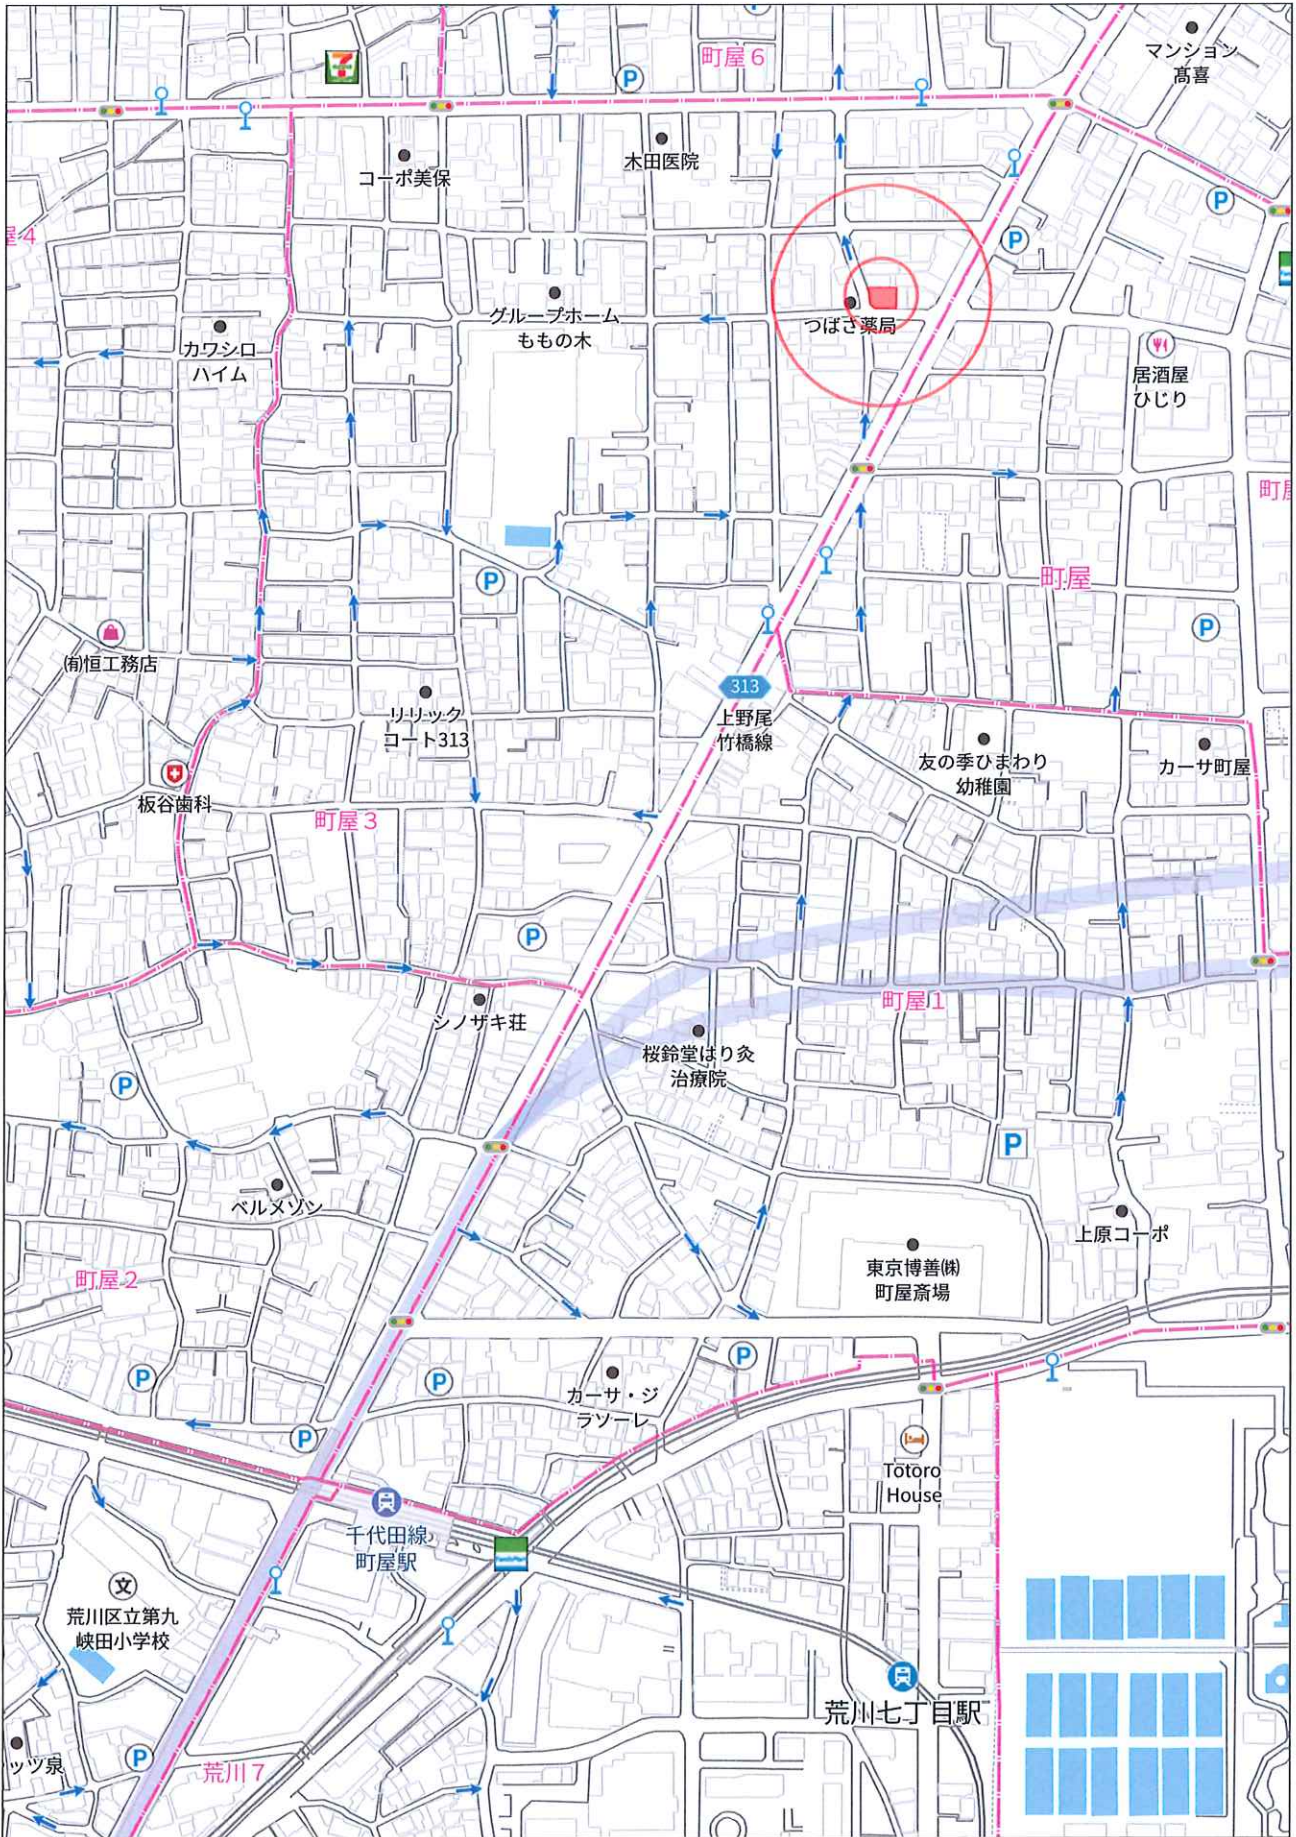 マンション
髙喜
町屋6
木田医院
コーポ美保
屋4
グループホーム
ももの木
つばさ薬局
カワシロ
ハイム
居酒屋
ひじり
町屋
(有)恒工務店
リリック
コート313
313
上野尾
竹橋線
友の季ひまわり
幼稚園
カーサ町屋
板谷歯科
町屋3
シノザキ荘
町屋1
桜鈴堂はり灸
治療院
P
ベルメゾン
上原コーポ
町屋2
東京博善㈱
町屋斎場
カーサ・ジ
ラソーレ
Totoro
House
千代田線
町屋駅
FamilyMart
文
荒川区立第九
峡田小学校
荒川七丁目駅
ッツ泉
荒川7